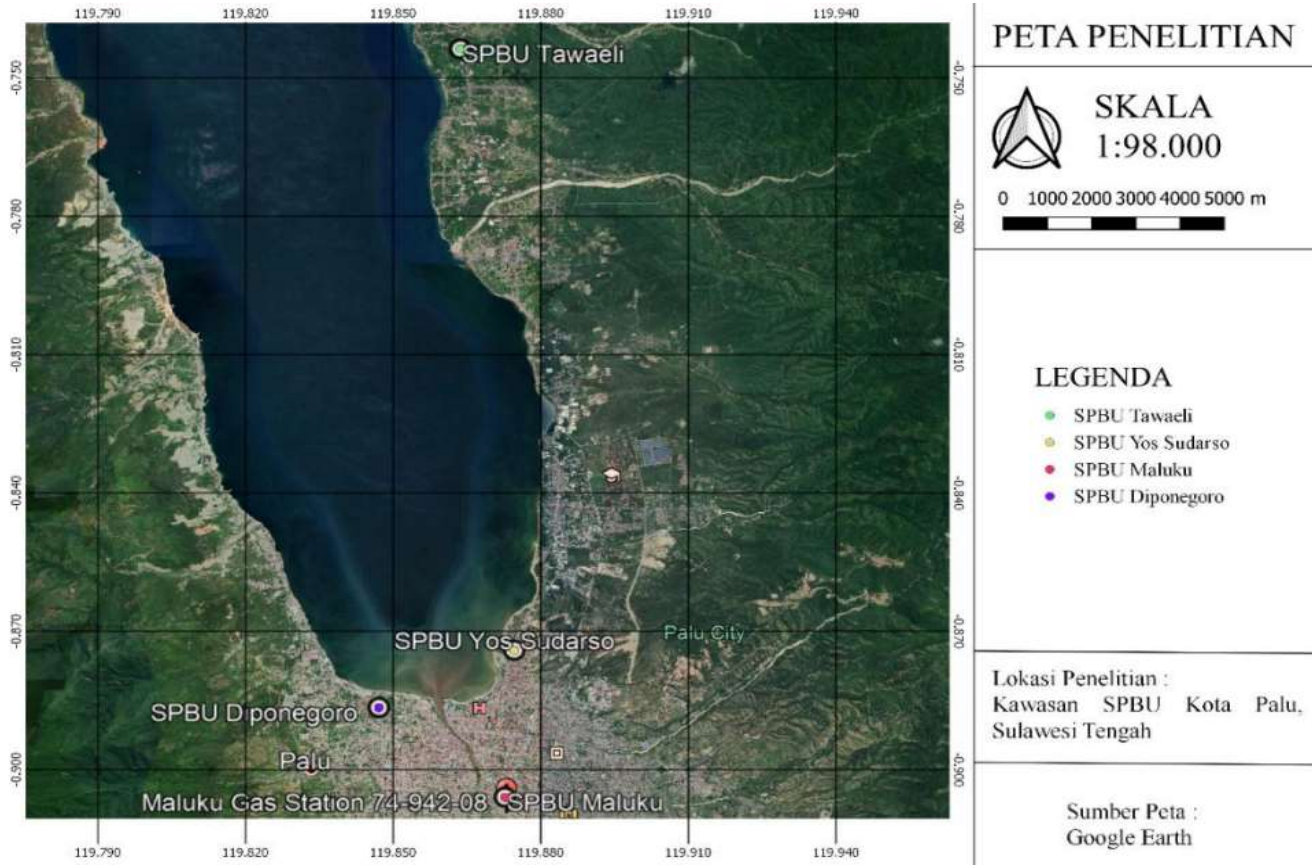 119.790 119.820 119.850 119.880 119.910 119.940
-0.750 -0.750
-0.780 -0.780
-0.810 -0.810
-0.840 -0.840
-0.870 -0.870
-0.900 -0.900
SPBU Tawaeli
SPBU Yos Sudarso
Palu City
SPBU Diponegoro
H
Palu
Maluku Gas Station 74-942-08
SPBU Maluku
119.790 119.820 119.850 119.880 119.910 119.940
PETA PENELITIAN
SKALA
1:98.000
0 1000 2000 3000 4000 5000 m
LEGENDA
SPBU Tawaeli
SPBU Yos Sudarso
SPBU Maluku
SPBU Diponegoro
Lokasi Penelitian :
Kawasan SPBU Kota Palu,
Sulawesi Tengah
Sumber Peta :
Google Earth